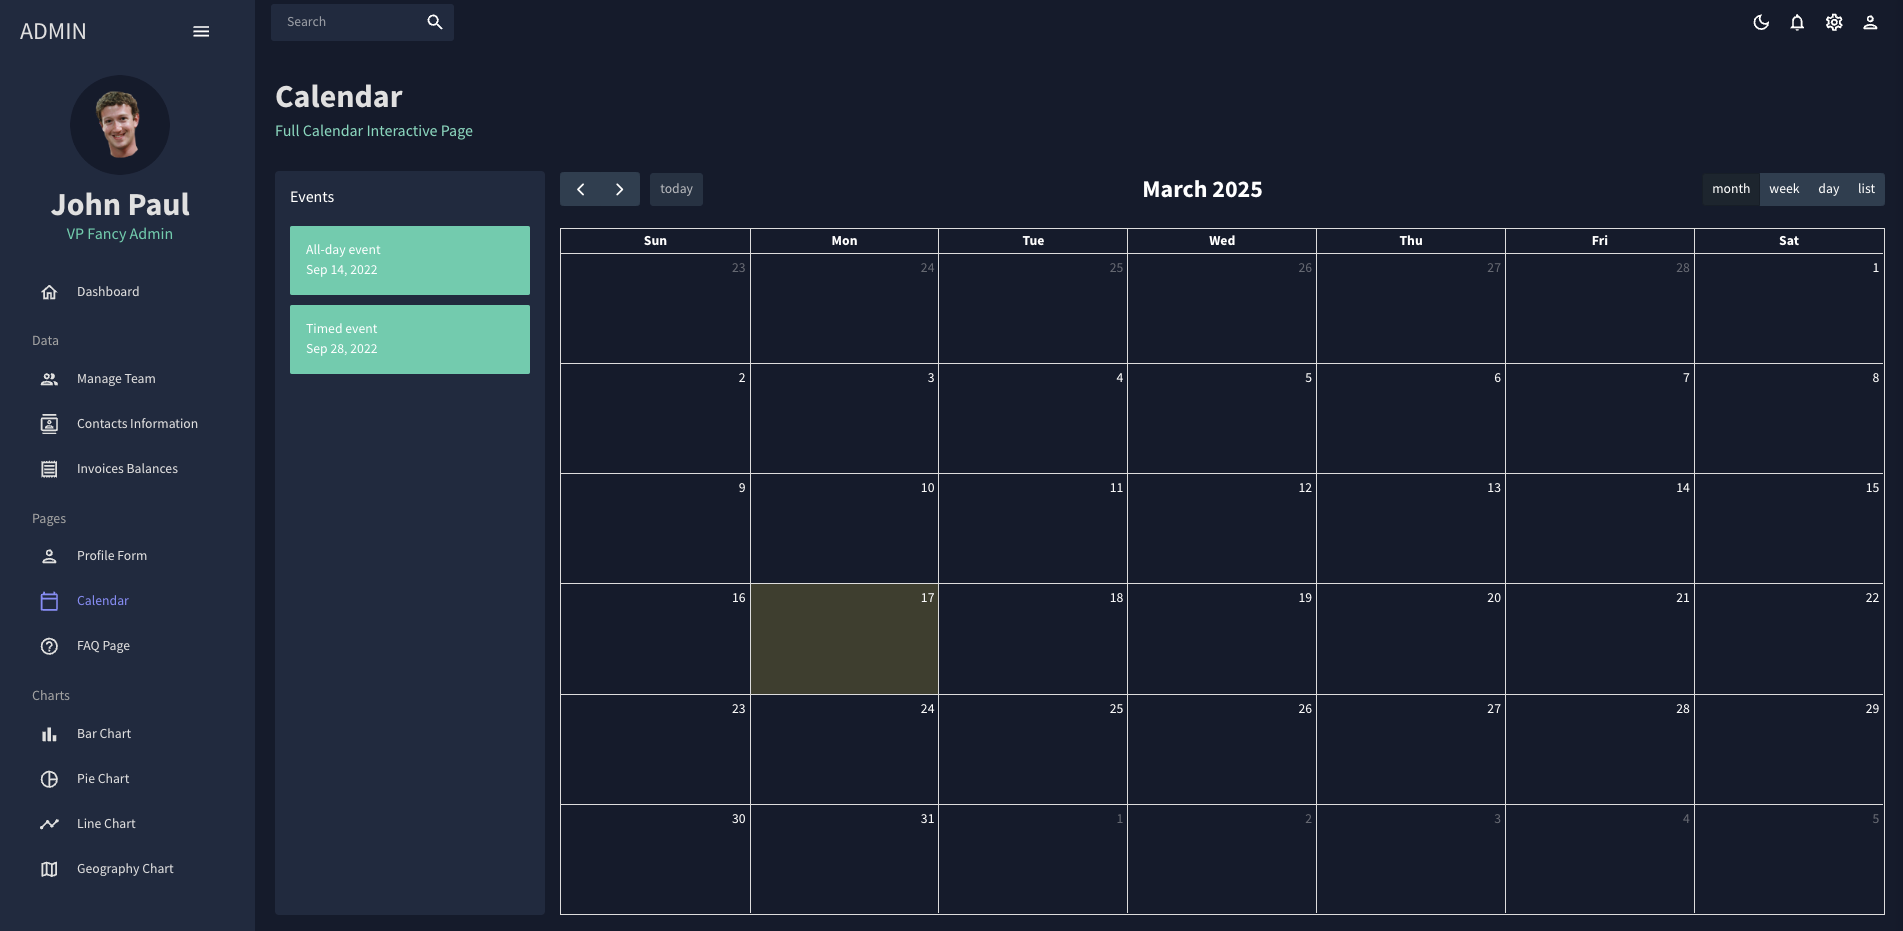 ADMIN
Search
John Paul
VP Fancy Admin
Dashboard
Data
Manage Team
Contacts Information
Invoices Balances
Pages
Profile Form
Calendar
FAQ Page
Charts
Bar Chart
Pie Chart
Line Chart
Geography Chart
Calendar
Full Calendar Interactive Page
Events
All-day event
Sep 14, 2022
Timed event
Sep 28, 2022
today
March 2025
month week day list
Sun Mon Tue Wed Thu Fri Sat
23 24 25 26 27 28 1
2 3 4 5 6 7 8
9 10 11 12 13 14 15
16 17 18 19 20 21 22
23 24 25 26 27 28 29
30 31 1 2 3 4 5